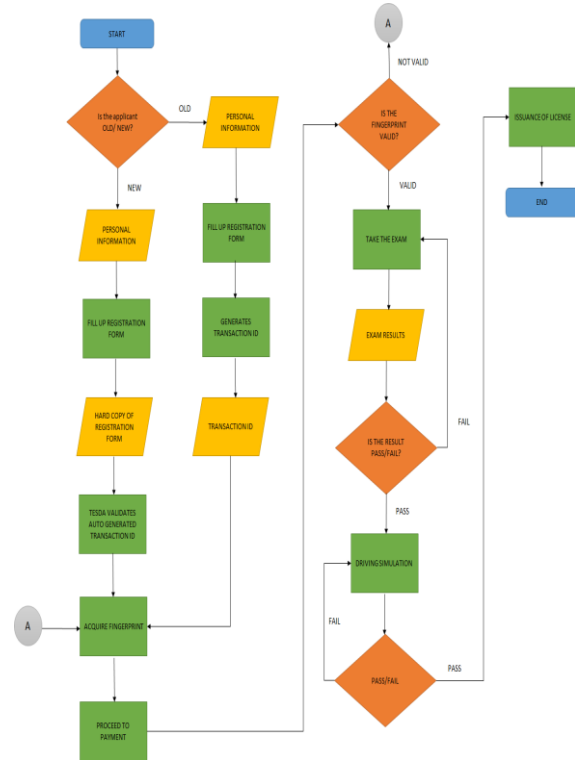 START
Is the applicant
OLD/ NEW?
OLD
PERSONAL
INFORMATION
NEW
PERSONAL
INFORMATION
FILL UP REGISTRATION
FORM
FILL UP REGISTRATION
FORM
GENERATES
TRANSACTION ID
HARD COPY OF
REGISTRATION
FORM
TRANSACTION ID
TESDA VALIDATES
AUTO GENERATED
TRANSACTION ID
A
ACQUIRE FINGERPRINT
PROCEED TO
PAYMENT
A
NOT VALID
IS THE
FINGERPRINT
VALID?
VALID
TAKE THE EXAM
EXAM RESULTS
IS THE RESULT
PASS/FAIL?
FAIL
PASS
DRIVING SIMULATION
FAIL
PASS/FAIL
PASS
ISSUANCE OF LICENSE
END